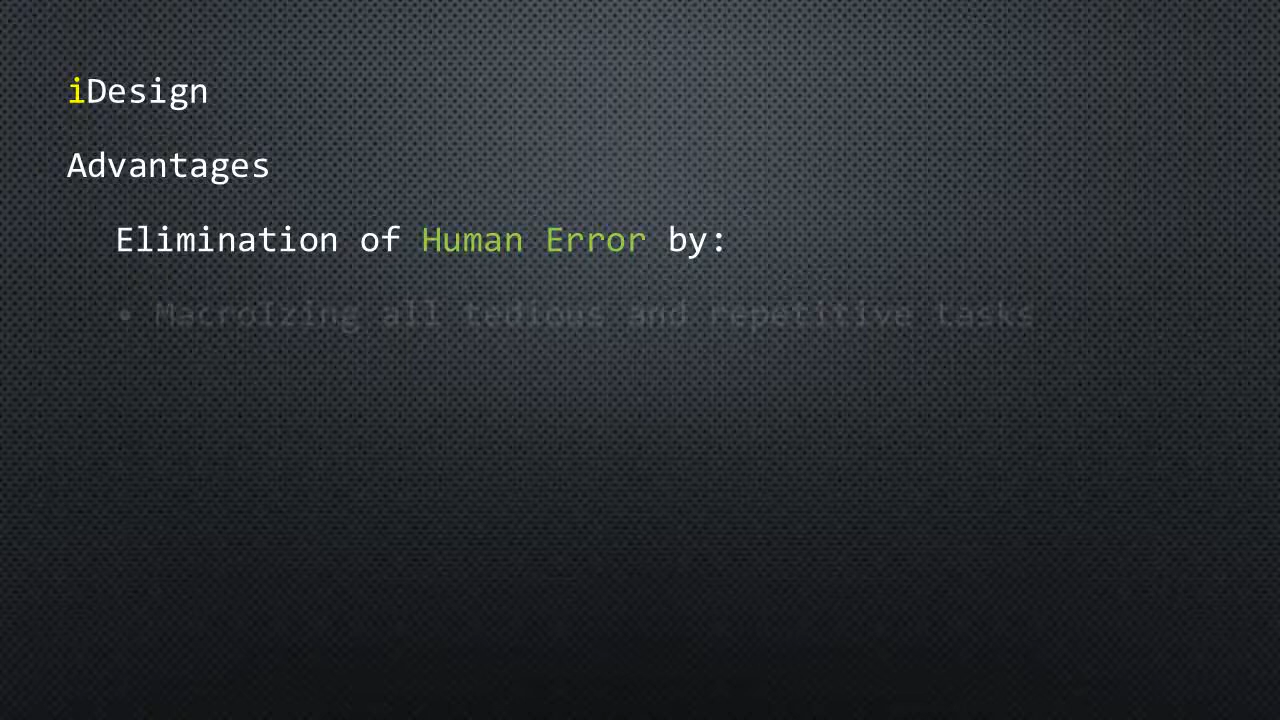 iDesign
Advantages
Elimination of Human Error by:
• Macroizing all tedious and repetitive tasks